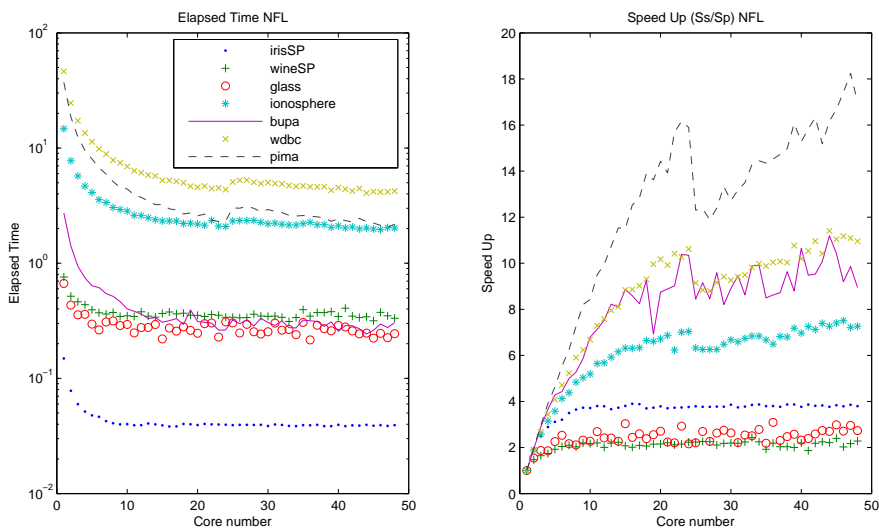 Elapsed Time NFL
10^2
10^1
10^0
10^-1
10^-2
Elapsed Time
0
10
20
30
40
50
Core number
irisSP
wineSP
glass
ionosphere
bupa
wdbc
pima
Speed Up (Ss/Sp) NFL
20
18
16
14
12
10
8
6
4
2
0
Speed Up
0
10
20
30
40
50
Core number